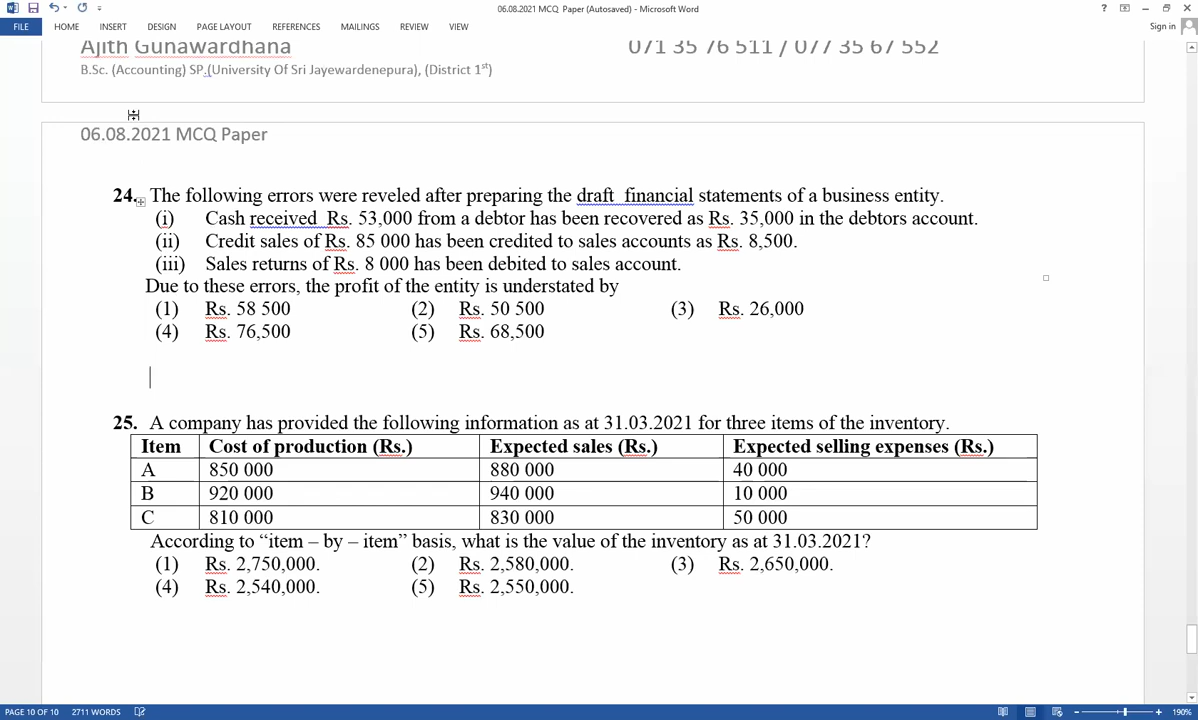 06.08.2021 MCQ Paper (Autosaved) - Microsoft Word
?
FILE HOME INSERT DESIGN PAGE LAYOUT REFERENCES MAILINGS REVIEW VIEW Sign in
Ajith Gunawardhana 071 35 76 511 / 077 35 67 552
B.Sc. (Accounting) SP.(University Of Sri Jayewardenepura), (District 1st)
06.08.2021 MCQ Paper
24. The following errors were reveled after preparing the draft financial statements of a business entity.
(i) Cash received Rs. 53,000 from a debtor has been recovered as Rs. 35,000 in the debtors account.
(ii) Credit sales of Rs. 85 000 has been credited to sales accounts as Rs. 8,500.
(iii) Sales returns of Rs. 8 000 has been debited to sales account.
Due to these errors, the profit of the entity is understated by
(1) Rs. 58 500 (2) Rs. 50 500 (3) Rs. 26,000
(4) Rs. 76,500 (5) Rs. 68,500
25. A company has provided the following information as at 31.03.2021 for three items of the inventory.
Item Cost of production (Rs.) Expected sales (Rs.) Expected selling expenses (Rs.)
A 850 000 880 000 40 000
B 920 000 940 000 10 000
C 810 000 830 000 50 000
According to “item – by – item” basis, what is the value of the inventory as at 31.03.2021?
(1) Rs. 2,750,000. (2) Rs. 2,580,000. (3) Rs. 2,650,000.
(4) Rs. 2,540,000. (5) Rs. 2,550,000.
PAGE 10 OF 10 2711 WORDS 190%